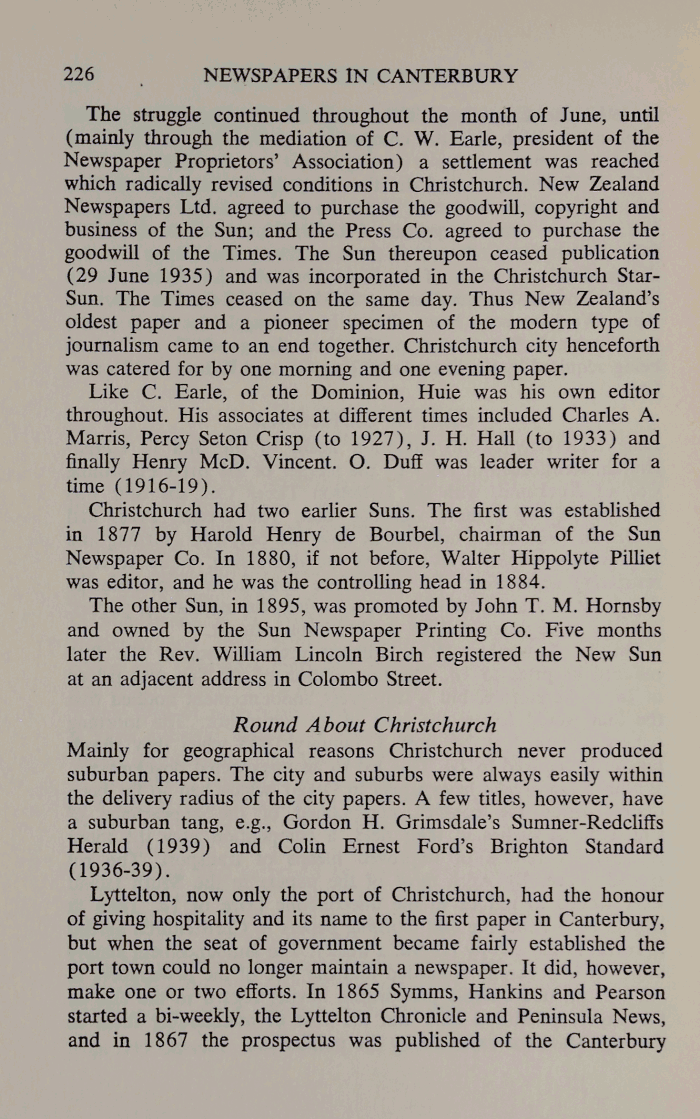 226 NEWSPAPERS IN CANTERBURY
The struggle continued throughout the month of June, until
(mainly through the mediation of C. W. Earle, president of the
Newspaper Proprietors' Association) a settlement was reached
which radically revised conditions in Christchurch. New Zealand
Newspapers Ltd. agreed to purchase the goodwill, copyright and
business of the Sun; and the Press Co. agreed to purchase the
goodwill of the Times. The Sun thereupon ceased publication
(29 June 1935) and was incorporated in the Christchurch Star-
Sun. The Times ceased on the same day. Thus New Zealand's
oldest paper and a pioneer specimen of the modern type of
journalism came to an end together. Christchurch city henceforth
was catered for by one morning and one evening paper.
Like C. Earle, of the Dominion, Huie was his own editor
throughout. His associates at different times included Charles A.
Marris, Percy Seton Crisp (to 1927), J. H. Hall (to 1933) and
finally Henry McD. Vincent. O. Duff was leader writer for a
time (1916-19).
Christchurch had two earlier Suns. The first was established
in 1877 by Harold Henry de Bourbel, chairman of the Sun
Newspaper Co. In 1880, if not before, Walter Hippolyte Pilliet
was editor, and he was the controlling head in 1884.
The other Sun, in 1895, was promoted by John T. M. Hornsby
and owned by the Sun Newspaper Printing Co. Five months
later the Rev. William Lincoln Birch registered the New Sun
at an adjacent address in Colombo Street.
Round About Christchurch
Mainly for geographical reasons Christchurch never produced
suburban papers. The city and suburbs were always easily within
the delivery radius of the city papers. A few titles, however, have
a suburban tang, e.g., Gordon H. Grimsdale's Sumner-Redcliffs
Herald (1939) and Colin Ernest Ford's Brighton Standard
(1936-39).
Lyttelton, now only the port of Christchurch, had the honour
of giving hospitality and its name to the first paper in Canterbury,
but when the seat of government became fairly established the
port town could no longer maintain a newspaper. It did, however,
make one or two efforts. In 1865 Symms, Hankins and Pearson
started a bi-weekly, the Lyttelton Chronicle and Peninsula News,
and in 1867 the prospectus was published of the Canterbury